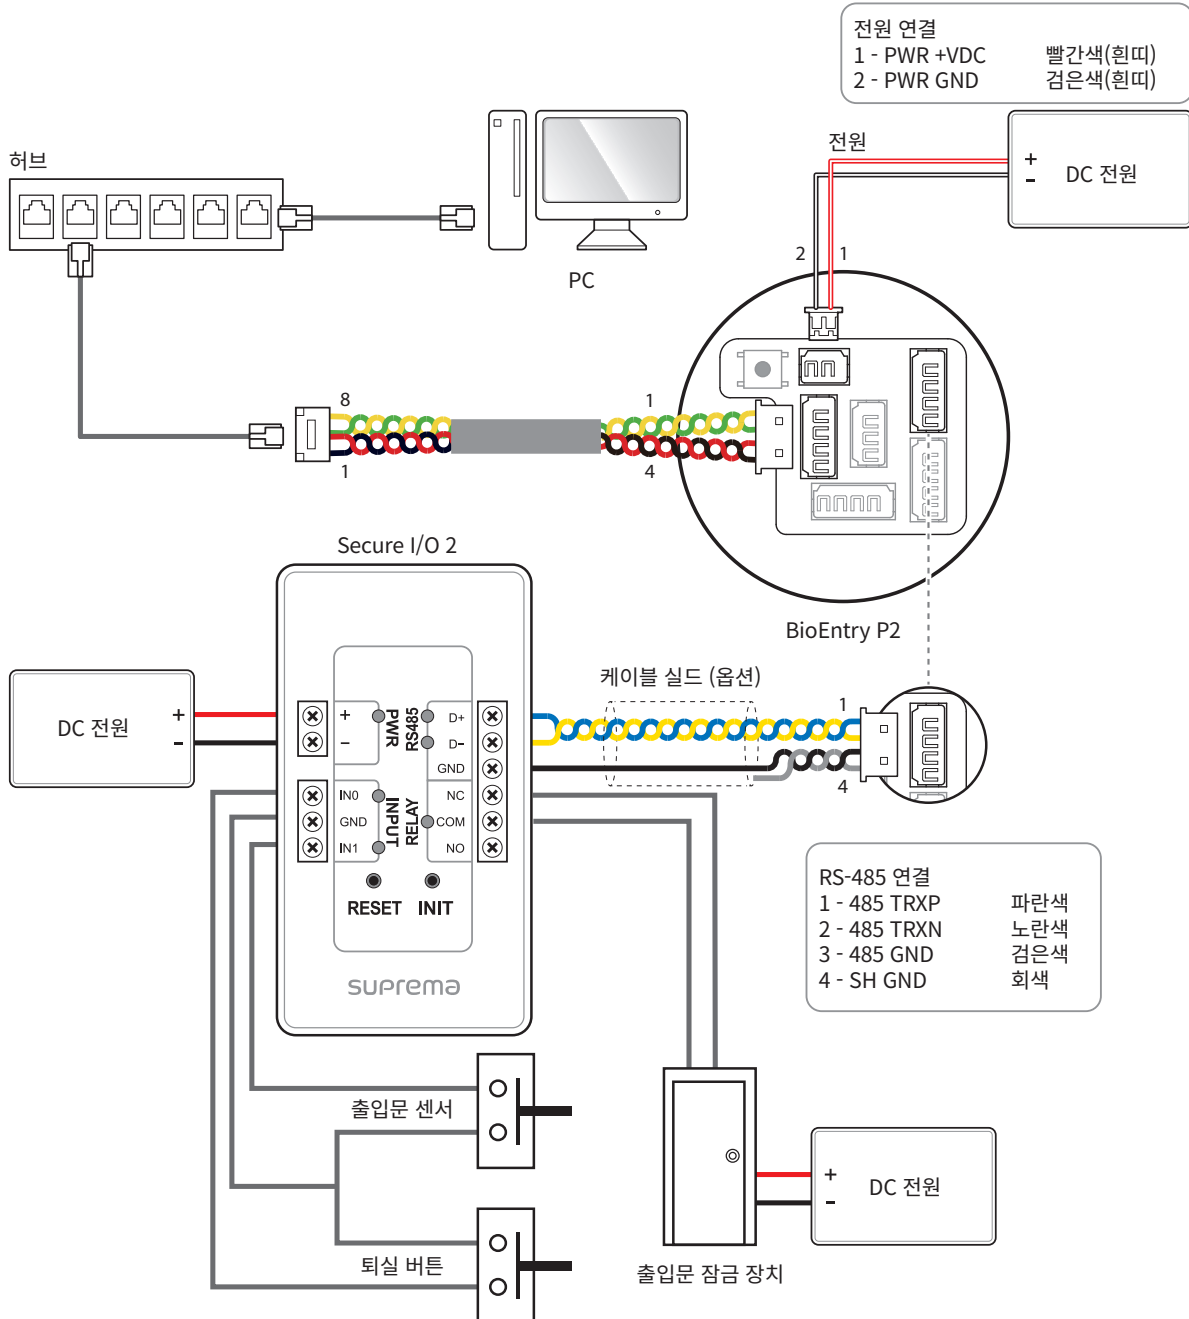 전원 연결
1 - PWR +VDC 빨간색(흰띠)
2 - PWR GND 검은색(흰띠)
허브
전원
+
-
DC 전원
PC
2 1
8
1
1
4
BioEntry P2
Secure I/O 2
DC 전원
+
-
+
−
PWR
RS485
D+
D-
GND
IN0
GND
IN1
INPUT
RELAY
NC
COM
NO
RESET INIT
suprema
케이블 실드 (옵션)
1
4
RS-485 연결
1 - 485 TRXP 파란색
2 - 485 TRXN 노란색
3 - 485 GND 검은색
4 - SH GND 회색
출입문 센서
퇴실 버튼
출입문 잠금 장치
+
-
DC 전원